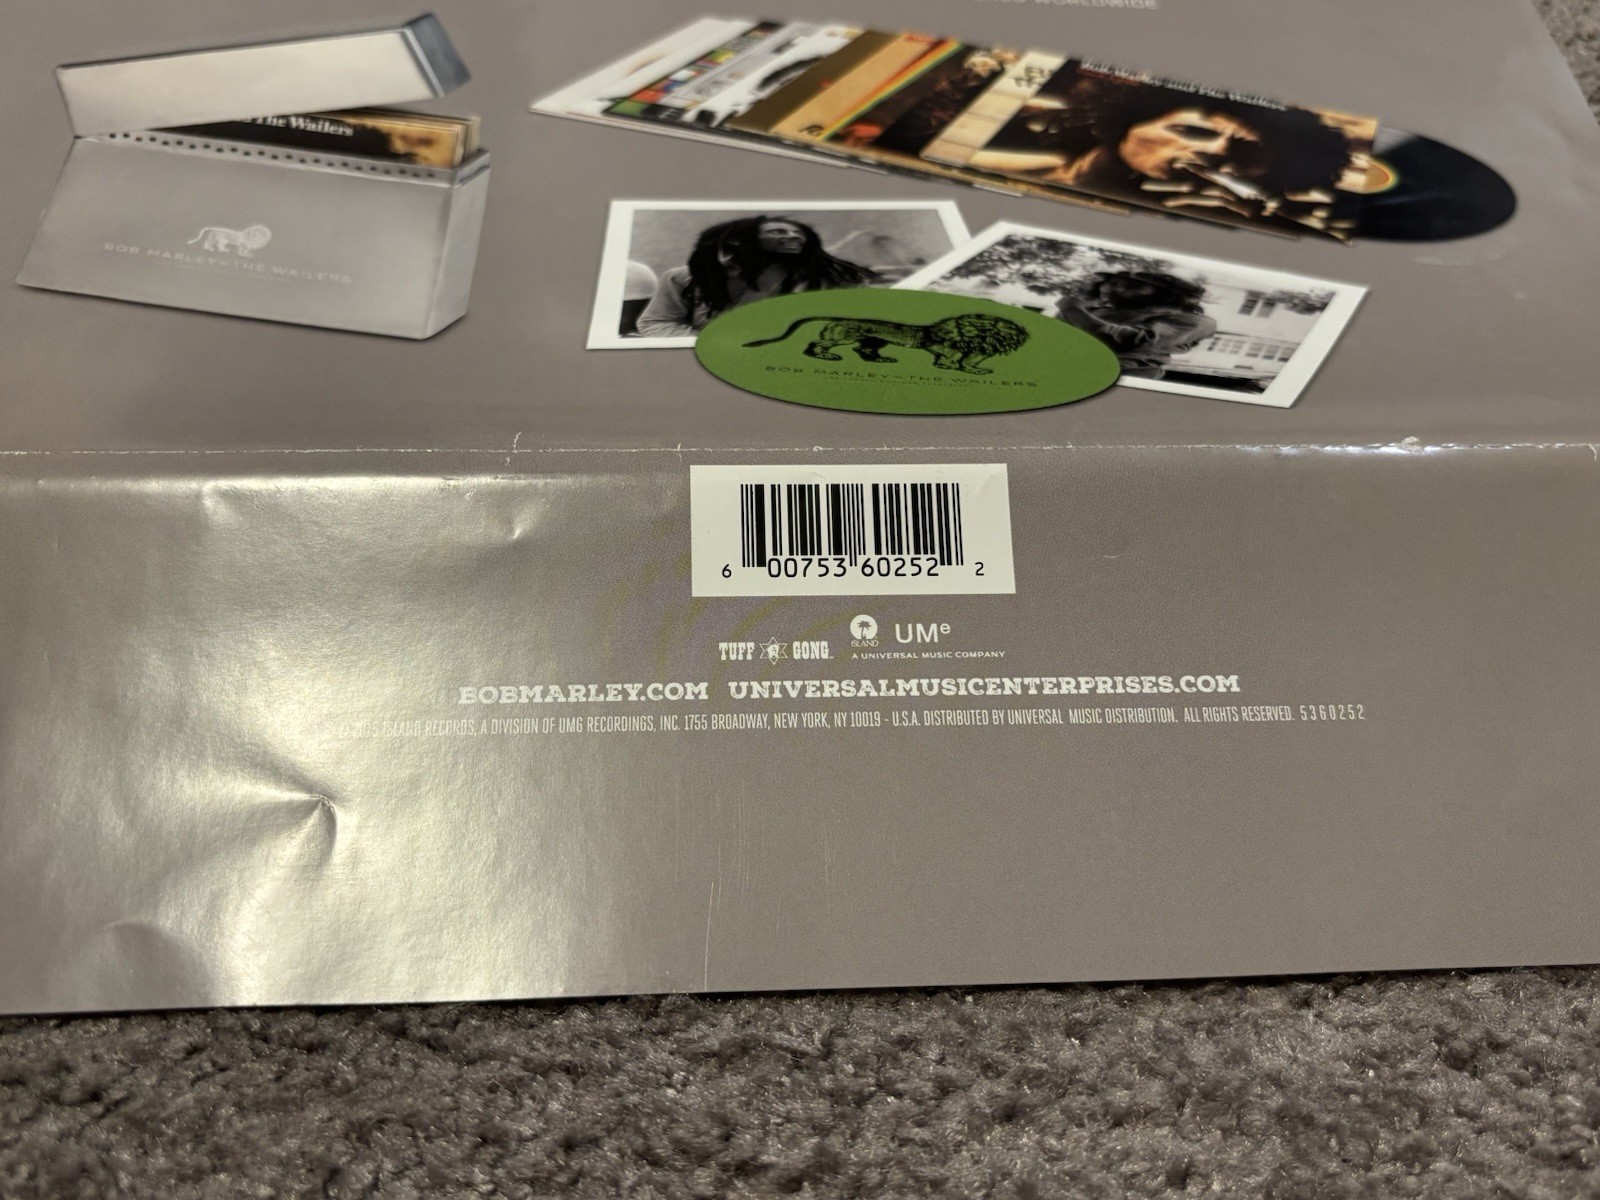 WORLDWIDE
The Wailers
Bob Marley and The Wailers
BOB MARLEY THE WAILERS
BOB MARLEY THE WAILERS
6 00753 60252 2
TUFF GONG ISLAND UMe
A UNIVERSAL MUSIC COMPANY
BOBMARLEY.COM UNIVERSALMUSICENTERPRISES.COM
ISLAND RECORDS, A DIVISION OF UMG RECORDINGS, INC. 1755 BROADWAY, NEW YORK, NY 10019 - U.S.A. DISTRIBUTED BY UNIVERSAL MUSIC DISTRIBUTION. ALL RIGHTS RESERVED. 5360252